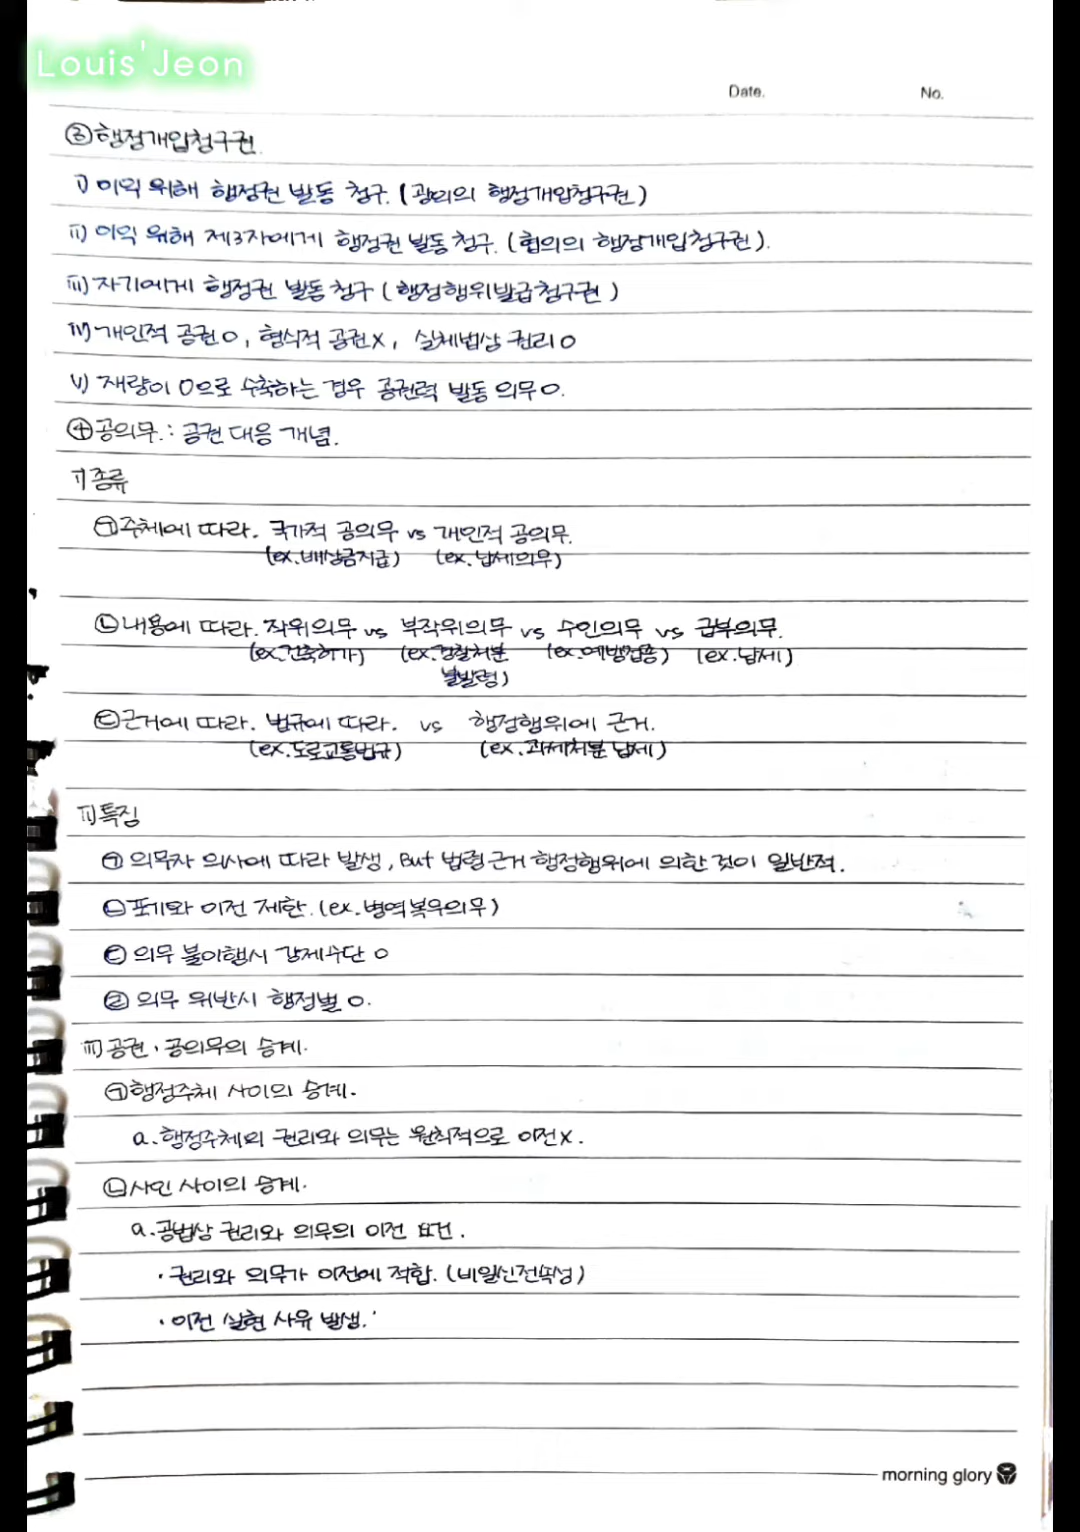 Louis'Jeon
Date. No.
③행정개입청구권.
ⅰ) 이익 위해 행정권 발동 청구. (광의의 행정개입청구권)
ⅱ) 이익 위해 제3자에게 행정권 발동 청구. (협의의 행정개입청구권).
ⅲ) 자기에게 행정권 발동 청구 (행정행위발급청구권)
ⅳ) 개인적 공권O, 형식적 공권X, 실체법상 권리O
ⅴ) 재량이 0으로 수축하는 경우 공권력 발동 의무O.
④공의무.: 공권 대응 개념.
ⅰ) 종류
㉠주체에 따라. 국가적 공의무 vs 개인적 공의무.
(ex.배상금지급) (ex.납세의무)
㉡내용에 따라. 작위의무 vs 부작위의무 vs 수인의무 vs 급부의무.
(ex.건축허가) (ex.경찰처분 (ex.예방접종) (ex.납세)
불발령)
㉢근거에 따라. 법규에 따라. vs 행정행위에 근거.
(ex.도로교통법규) (ex.과세처분 납세)
ⅱ) 특징
㉠ 의무자 의사에 따라 발생, But 법령근거 행정행위에 의한 것이 일반적.
㉡포기와 이전 제한. (ex.병역복무의무)
㉢ 의무 불이행시 강제수단 O
㉣ 의무 위반시 행정벌 O.
ⅲ) 공권·공의무의 승계.
㉠행정주체 사이의 승계.
a.행정주체의 권리와 의무는 원칙적으로 이전X.
㉡사인 사이의 승계.
a.공법상 권리와 의무의 이전 요건.
·권리와 의무가 이전에 적합. (비일신전속성)
·이전 실현 사유 발생.
morning glory